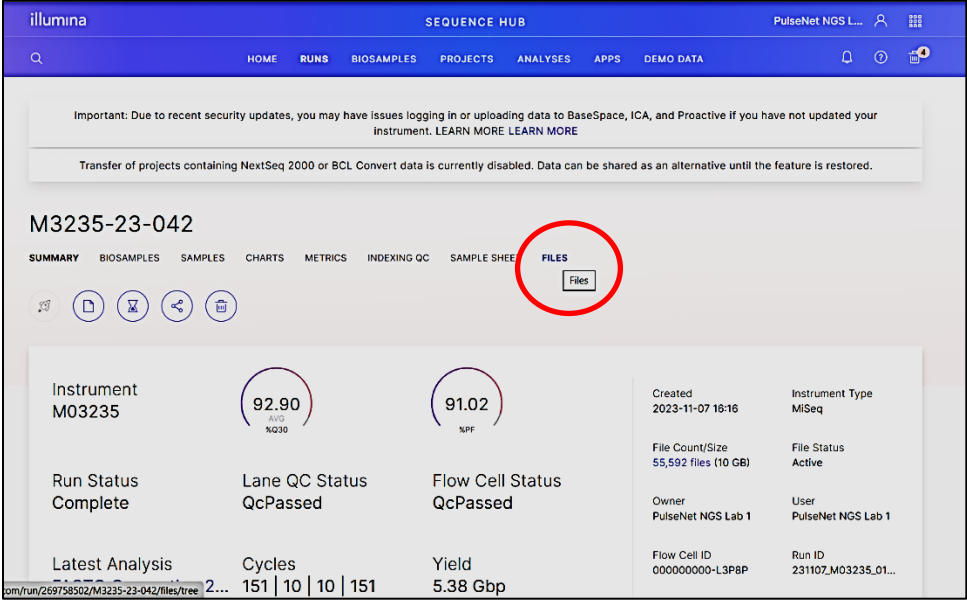 illumina
SEQUENCE HUB
PulseNet NGS L...
HOME RUNS BIOSAMPLES PROJECTS ANALYSES APPS DEMO DATA
4
Important: Due to recent security updates, you may have issues logging in or uploading data to BaseSpace, ICA, and Proactive if you have not updated your
instrument. LEARN MORE LEARN MORE
Transfer of projects containing NextSeq 2000 or BCL Convert data is currently disabled. Data can be shared as an alternative until the feature is restored.
M3235-23-042
SUMMARY BIOSAMPLES SAMPLES CHARTS METRICS INDEXING QC SAMPLE SHEE FILES
Files
Instrument
M03235
92.90
AVG
%Q30
91.02
%PF
Created
2023-11-07 16:16
Instrument Type
MiSeq
File Count/Size
55,592 files (10 GB)
File Status
Active
Run Status
Complete
Lane QC Status
QcPassed
Flow Cell Status
QcPassed
Owner
PulseNet NGS Lab 1
User
PulseNet NGS Lab 1
Flow Cell ID
000000000-L3P8P
Run ID
231107_M03235_01...
Latest Analysis
2...
Cycles
151 | 10 | 10 | 151
Yield
5.38 Gbp
com/run/269758502/M3235-23-042/files/tree